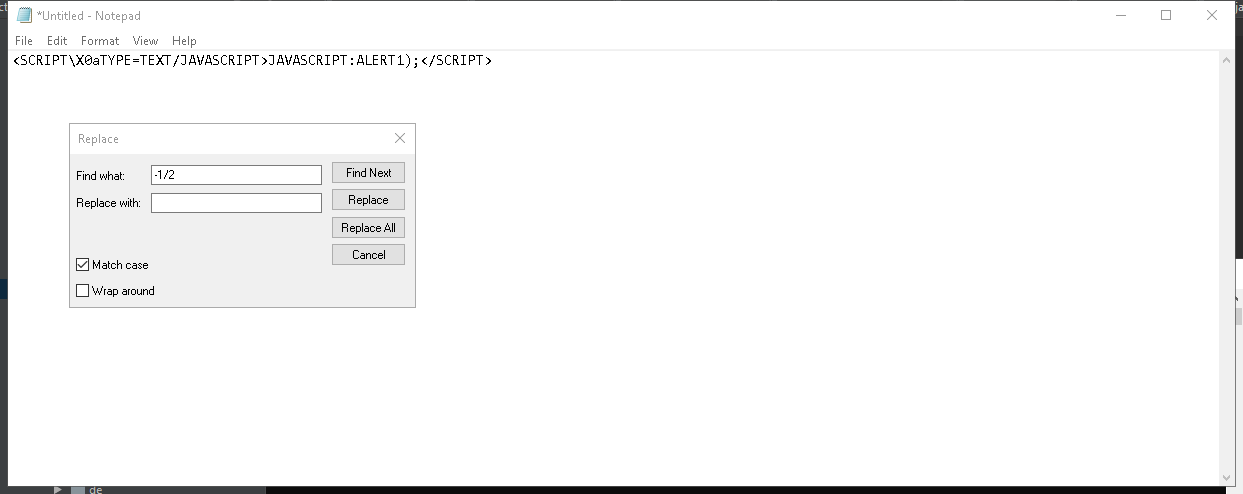 *Untitled - Notepad
File Edit Format View Help
<SCRIPT\X0aTYPE=TEXT/JAVASCRIPT>JAVASCRIPT:ALERT1);</SCRIPT>
Replace
Find what: -1/2 Find Next
Replace with: Replace
Replace All
Cancel
Match case
Wrap around
de